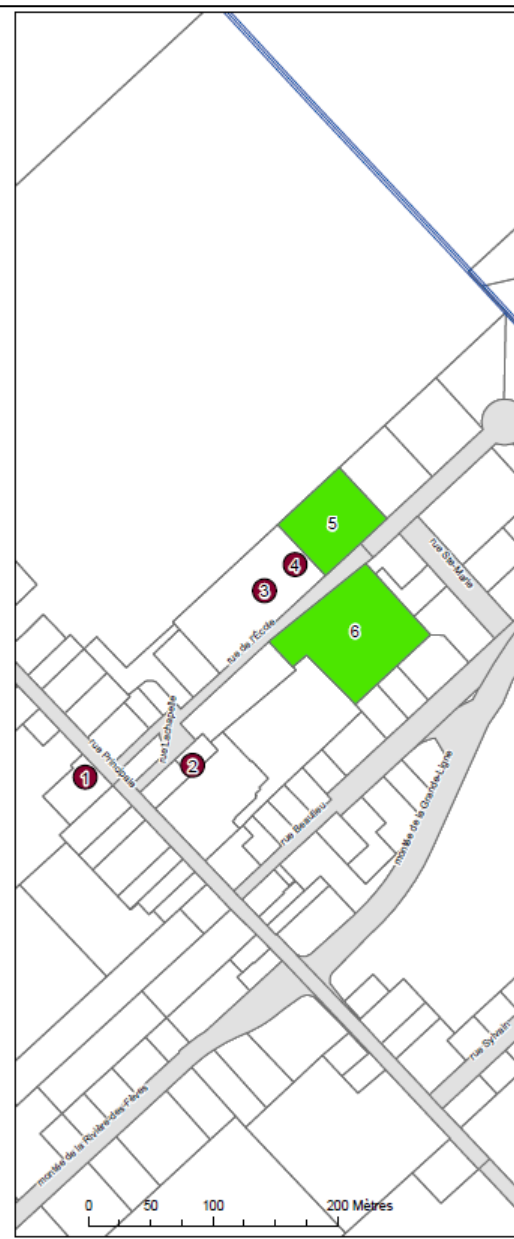 5
rue Ste-Marie
4
3
6
rue de l'École
rue Lachapelle
rue Principale
2
1
montée de la Grande-Ligne
rue Beaulieu
rue Sylvain
montée de la Rivière-des-Fèves
0 50 100 200 Mètres